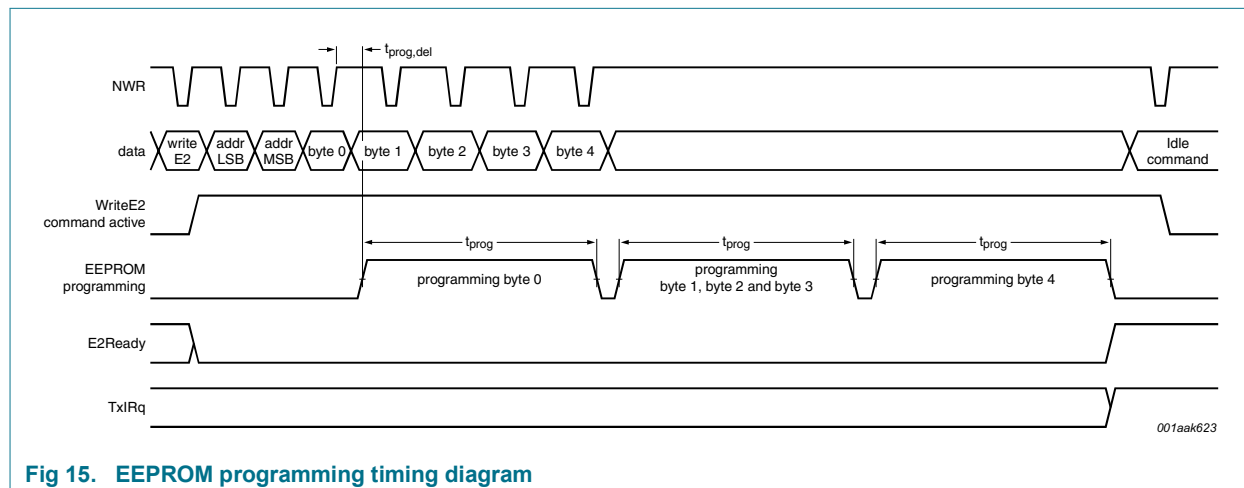 tprog,del
NWR
data
write E2
addr LSB
addr MSB
byte 0
byte 1
byte 2
byte 3
byte 4
Idle command
WriteE2
command active
tprog
tprog
tprog
EEPROM
programming
programming byte 0
programming
byte 1, byte 2 and byte 3
programming byte 4
E2Ready
TxIRq
001aak623
Fig 15. EEPROM programming timing diagram